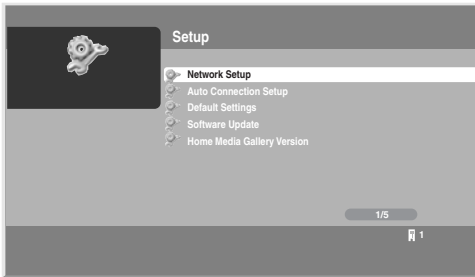 Setup
Network Setup
Auto Connection Setup
Default Settings
Software Update
Home Media Gallery Version
1/5
1